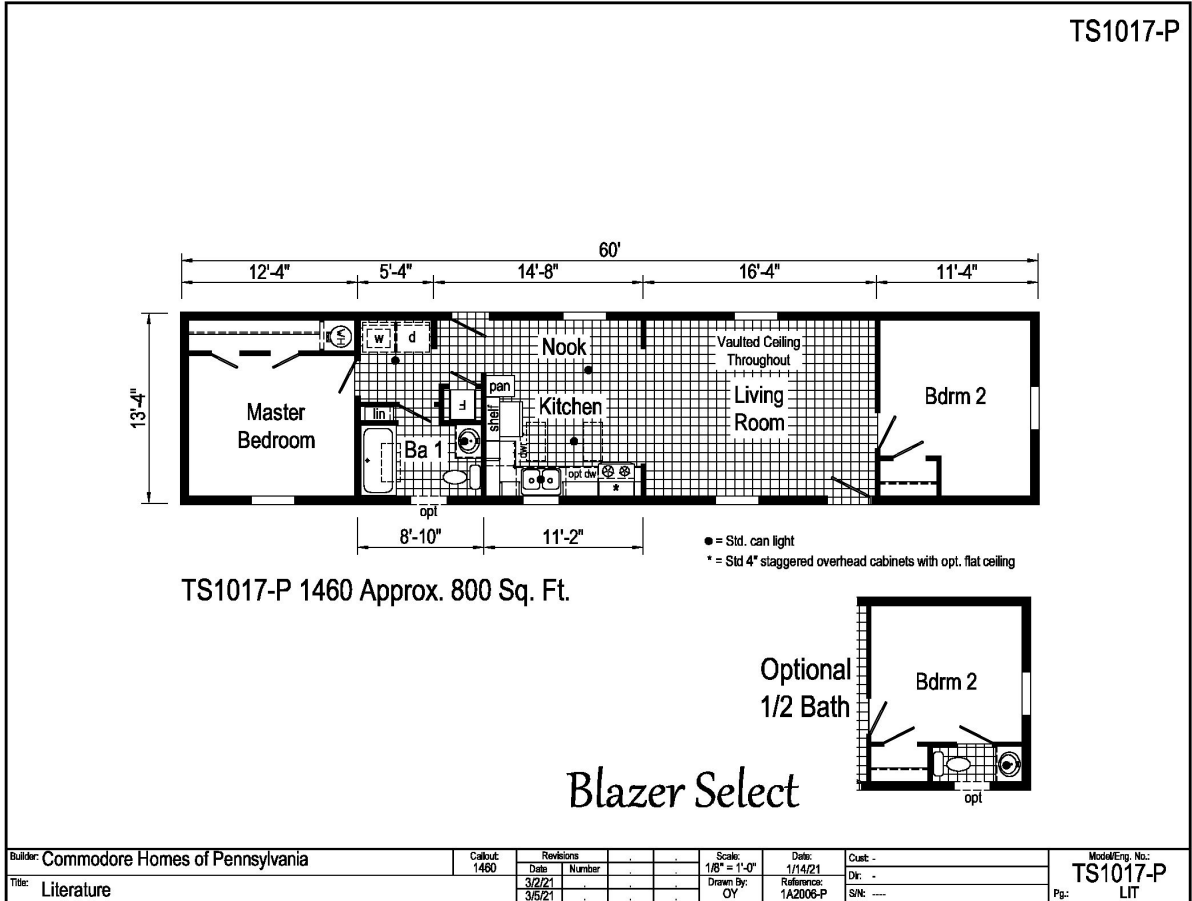 TS1017-P
60'
12'-4" 5'-4" 14'-8" 16'-4" 11'-4"
13'-4"
WH
w d
Nook
Vaulted Ceiling
Throughout
pan
F
Master
Bedroom
lin
shelf
Kitchen
Living
Room
Bdrm 2
Ba 1
dwr
opt dw
*
opt
8'-10" 11'-2"
● = Std. can light
* = Std 4" staggered overhead cabinets with opt. flat ceiling
TS1017-P 1460 Approx. 800 Sq. Ft.
Optional
1/2 Bath
Bdrm 2
opt
Blazer Select
Builder: Commodore Homes of Pennsylvania
Title: Literature
Callout:
1460
Revisions
Date Number
3/2/21
3/5/21
Scale:
1/8" = 1'-0"
Drawn By:
OY
Date:
1/14/21
Reference:
1A2006-P
Cust: -
Dir: -
S/N: ----
Model/Eng. No.:
TS1017-P
Pg.: LIT